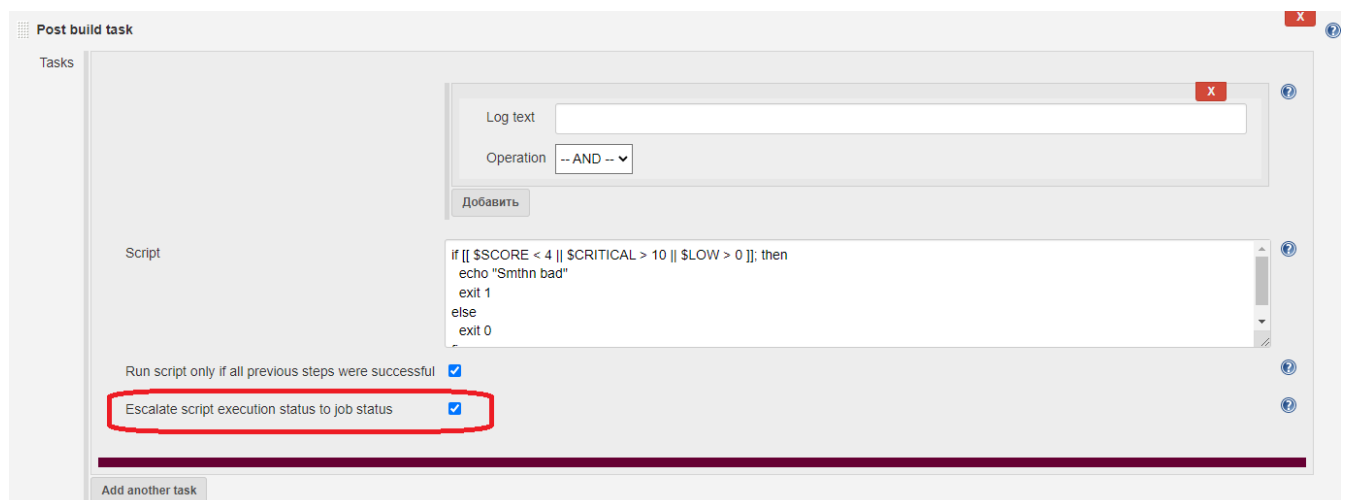 X
Post build task
Tasks
X
Log text
Operation -- AND --
Добавить
Script
if [[ $SCORE < 4 || $CRITICAL > 10 || $LOW > 0 ]]; then
echo "Smthn bad"
exit 1
else
exit 0
Run script only if all previous steps were successful
Escalate script execution status to job status
Add another task